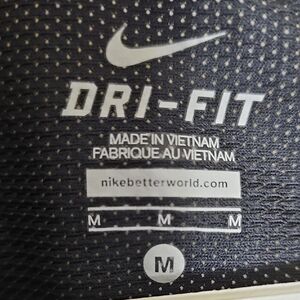 DRI-FIT
MADE IN VIETNAM
FABRIQUE AU VIETNAM
nikebetterworld.com
M M M
M